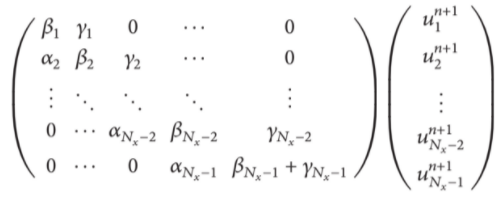 β₁ γ₁ 0 ⋯ 0 u₁ⁿ⁺¹
α₂ β₂ γ₂ ⋯ 0 u₂ⁿ⁺¹
⋮ ⋱ ⋱ ⋱ ⋮ ⋮
0 ⋯ α_{N_x−2} β_{N_x−2} γ_{N_x−2} u_{N_x−2}^{n+1}
0 ⋯ 0 α_{N_x−1} β_{N_x−1} + γ_{N_x−1} u_{N_x−1}^{n+1}